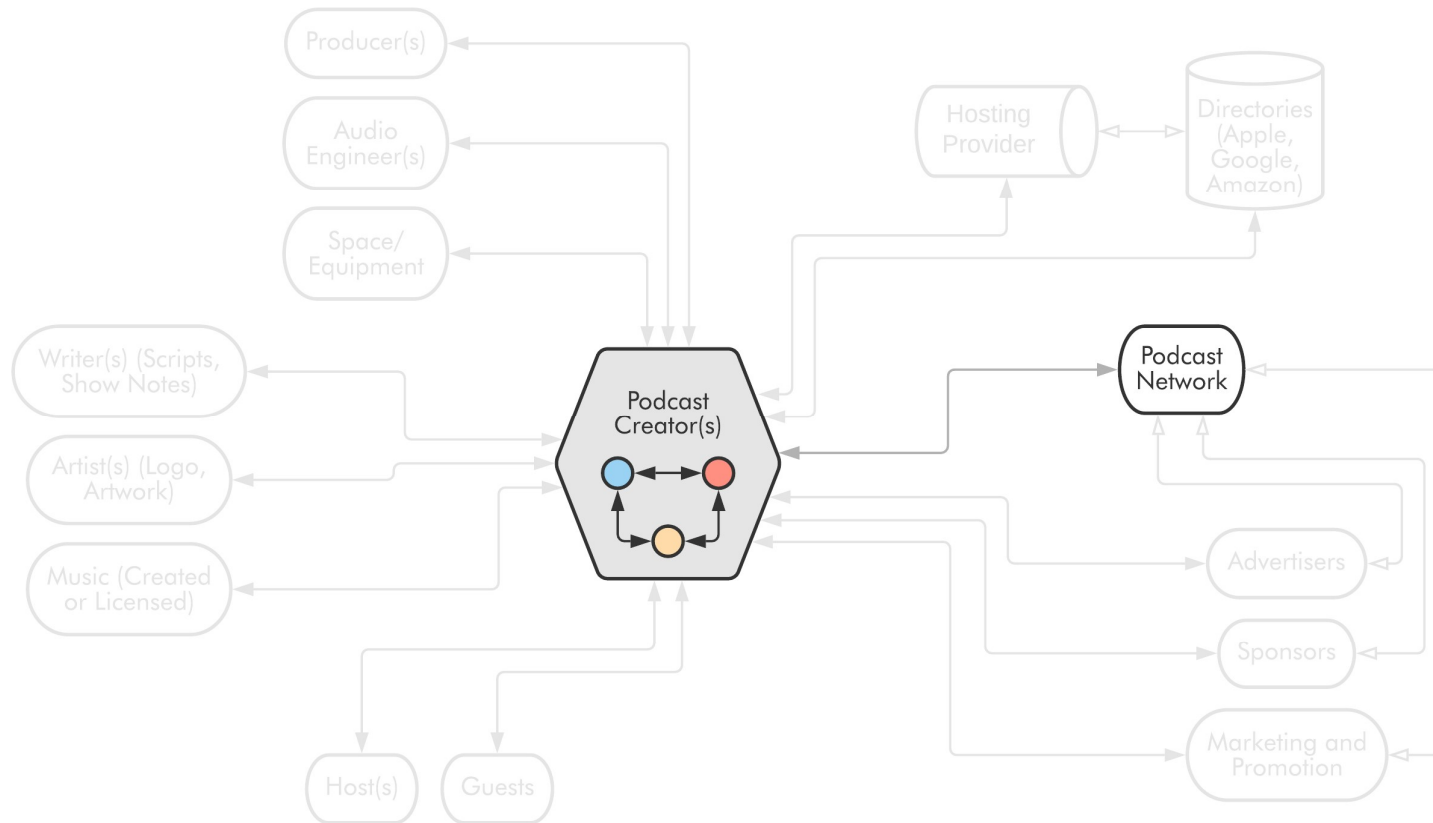 Producer(s)
Audio
Engineer(s)
Space/
Equipment
Hosting
Provider
Directories
(Apple,
Google,
Amazon)
Writer(s) (Scripts,
Show Notes)
Artist(s) (Logo,
Artwork)
Music (Created
or Licensed)
Podcast
Creator(s)
Podcast
Network
Advertisers
Sponsors
Marketing and
Promotion
Host(s)
Guests